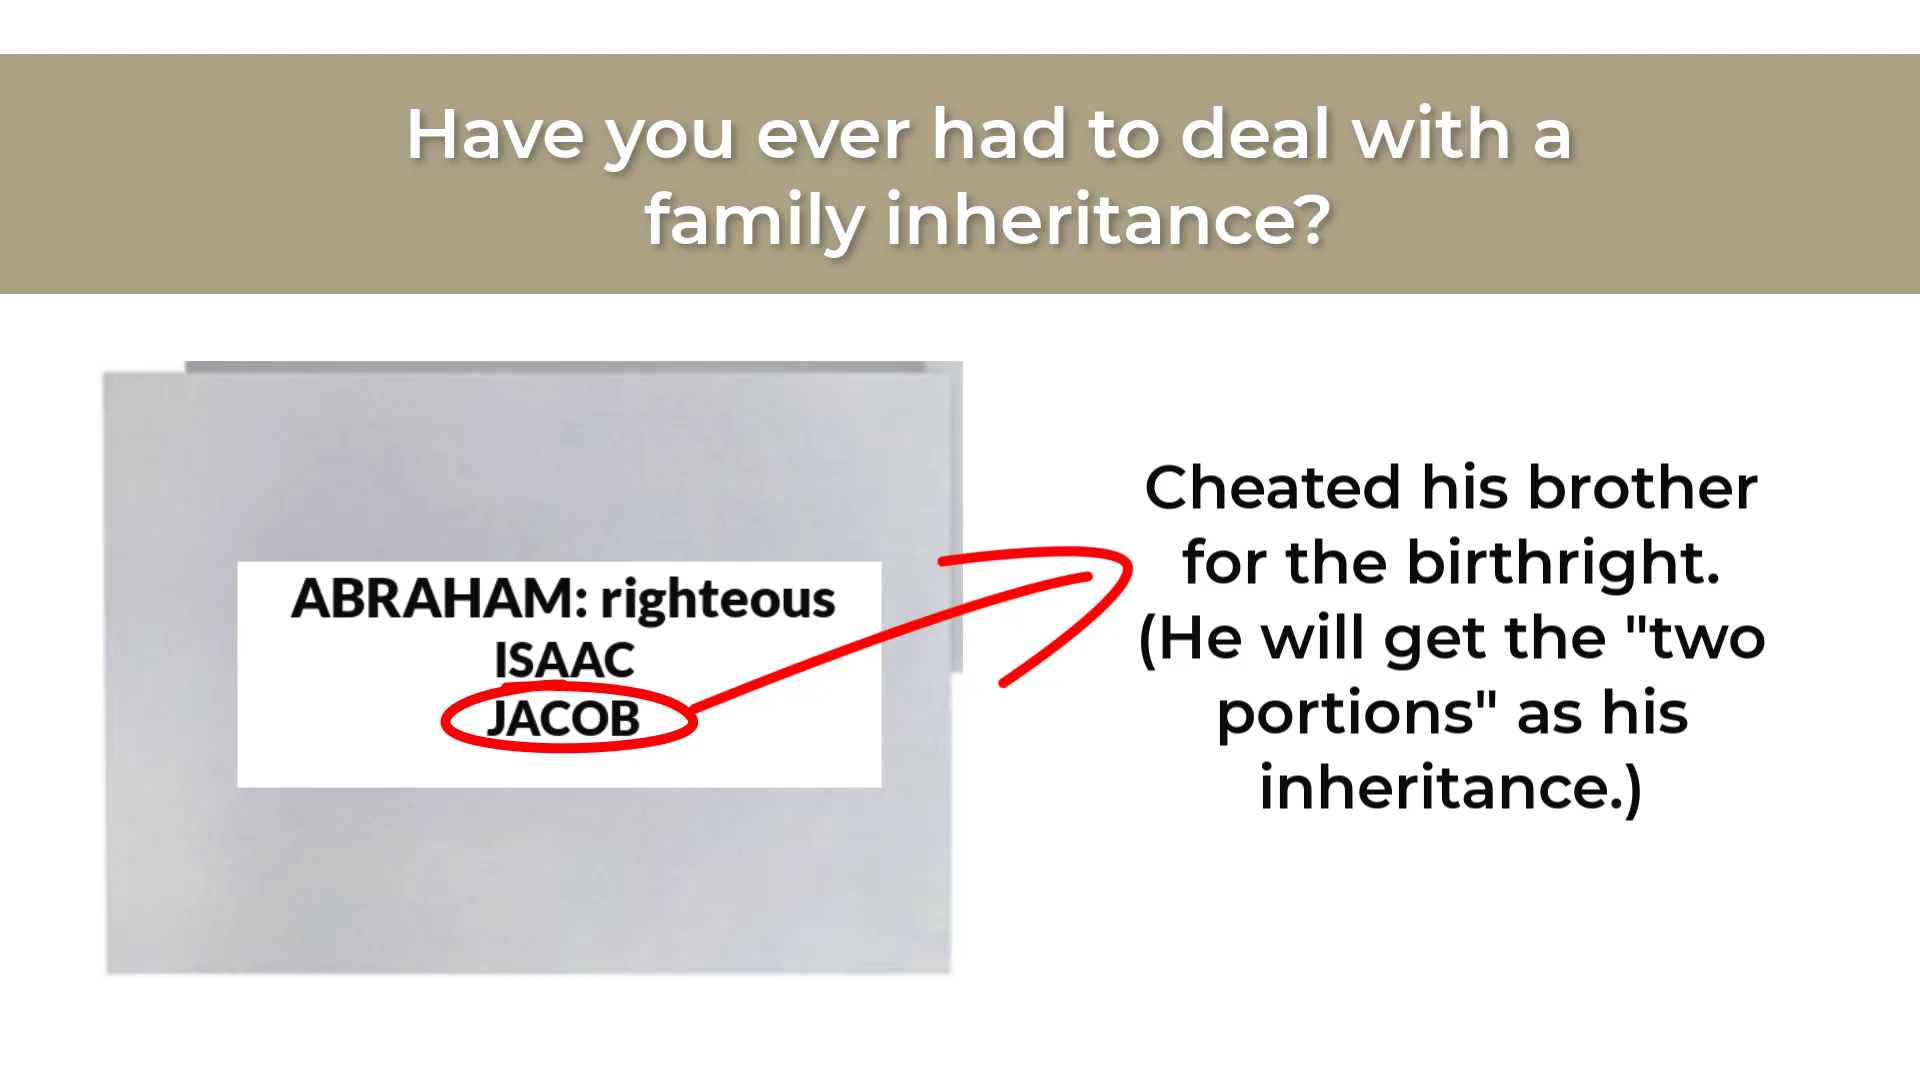 Have you ever had to deal with a
family inheritance?
ABRAHAM: righteous
ISAAC
JACOB
Cheated his brother
for the birthright.
(He will get the "two
portions" as his
inheritance.)